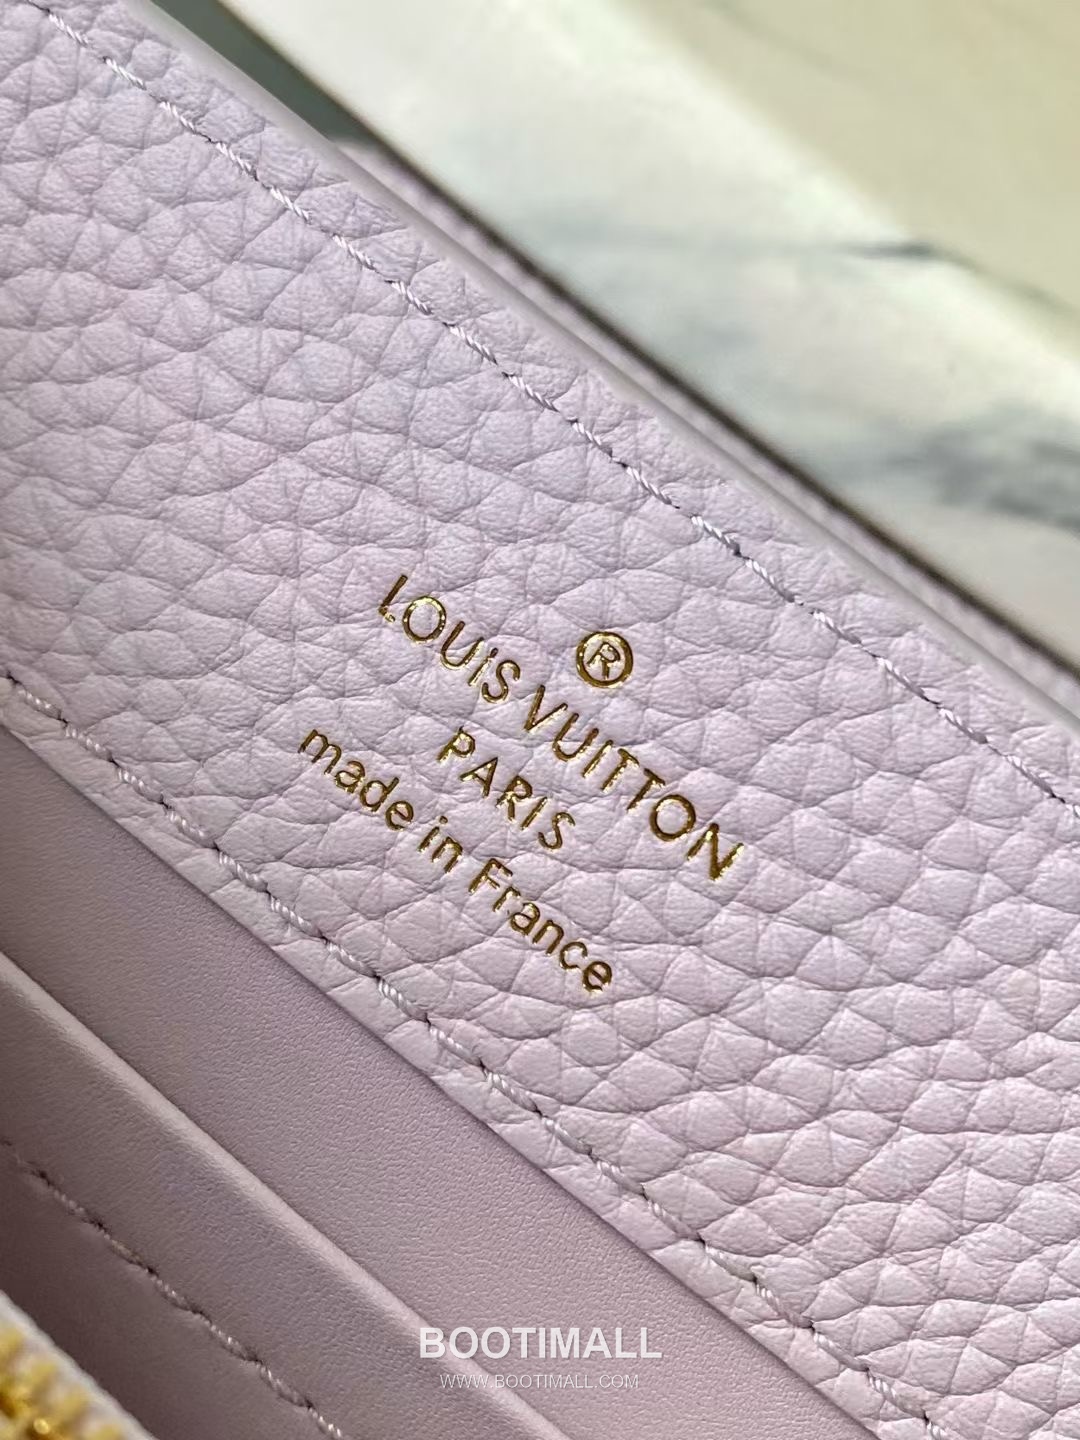 ®
LOUIS VUITTON
PARIS
made in France
BOOTIMALL
WWW.BOOTIMALL.COM